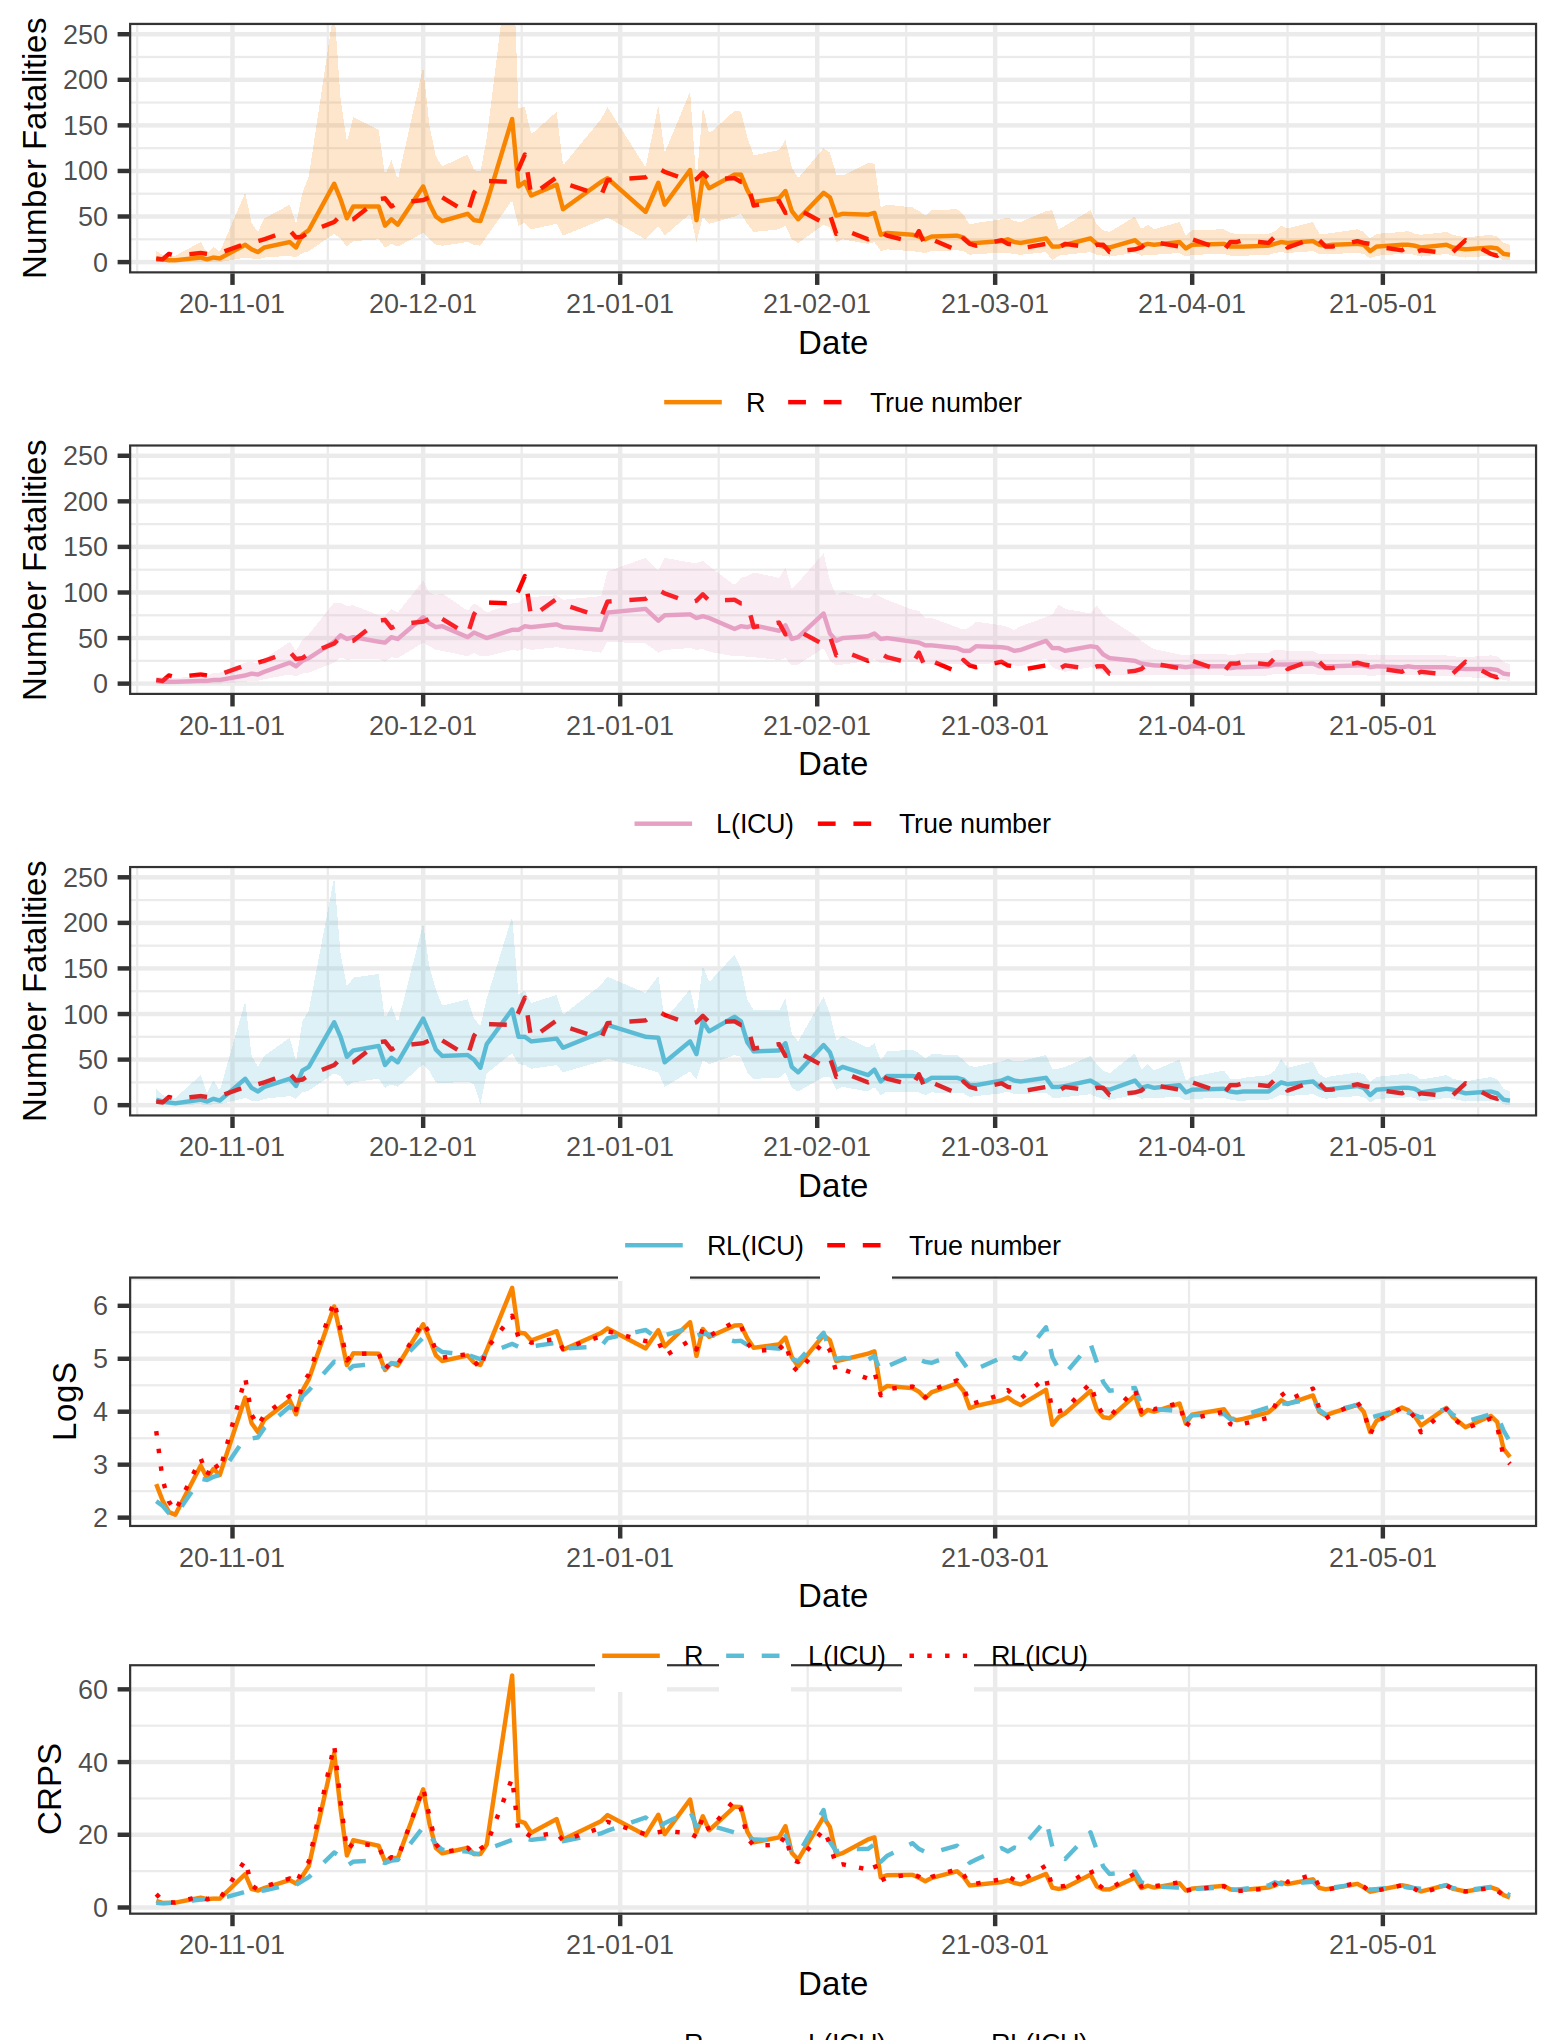 Number Fatalities
250
200
150
100
50
0
20-11-01 20-12-01 21-01-01 21-02-01 21-03-01 21-04-01 21-05-01
Date
R True number
Number Fatalities
250
200
150
100
50
0
20-11-01 20-12-01 21-01-01 21-02-01 21-03-01 21-04-01 21-05-01
Date
L(ICU) True number
Number Fatalities
250
200
150
100
50
0
20-11-01 20-12-01 21-01-01 21-02-01 21-03-01 21-04-01 21-05-01
Date
RL(ICU) True number
LogS
6
5
4
3
2
20-11-01 21-01-01 21-03-01 21-05-01
Date
R L(ICU) RL(ICU)
CRPS
60
40
20
0
20-11-01 21-01-01 21-03-01 21-05-01
Date
R L(ICU) RL(ICU)